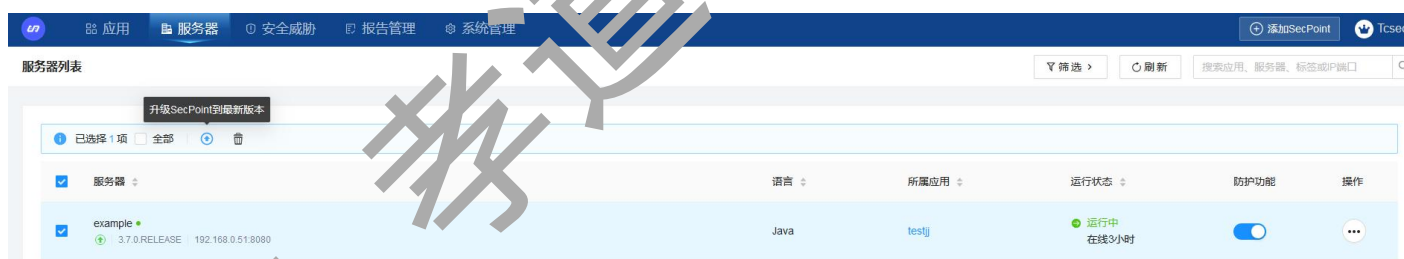 应用 服务器 安全威胁 报告管理 系统管理 添加SecPoint Tcsec
服务器列表 筛选 刷新 搜索应用、服务器、标签或IP端口
升级SecPoint到最新版本
已选择 1 项 全部
服务器 语言 所属应用 运行状态 防护功能 操作
example Java testjj 运行中
3.7.0.RELEASE 192.168.0.51:8080 在线3小时
孝道